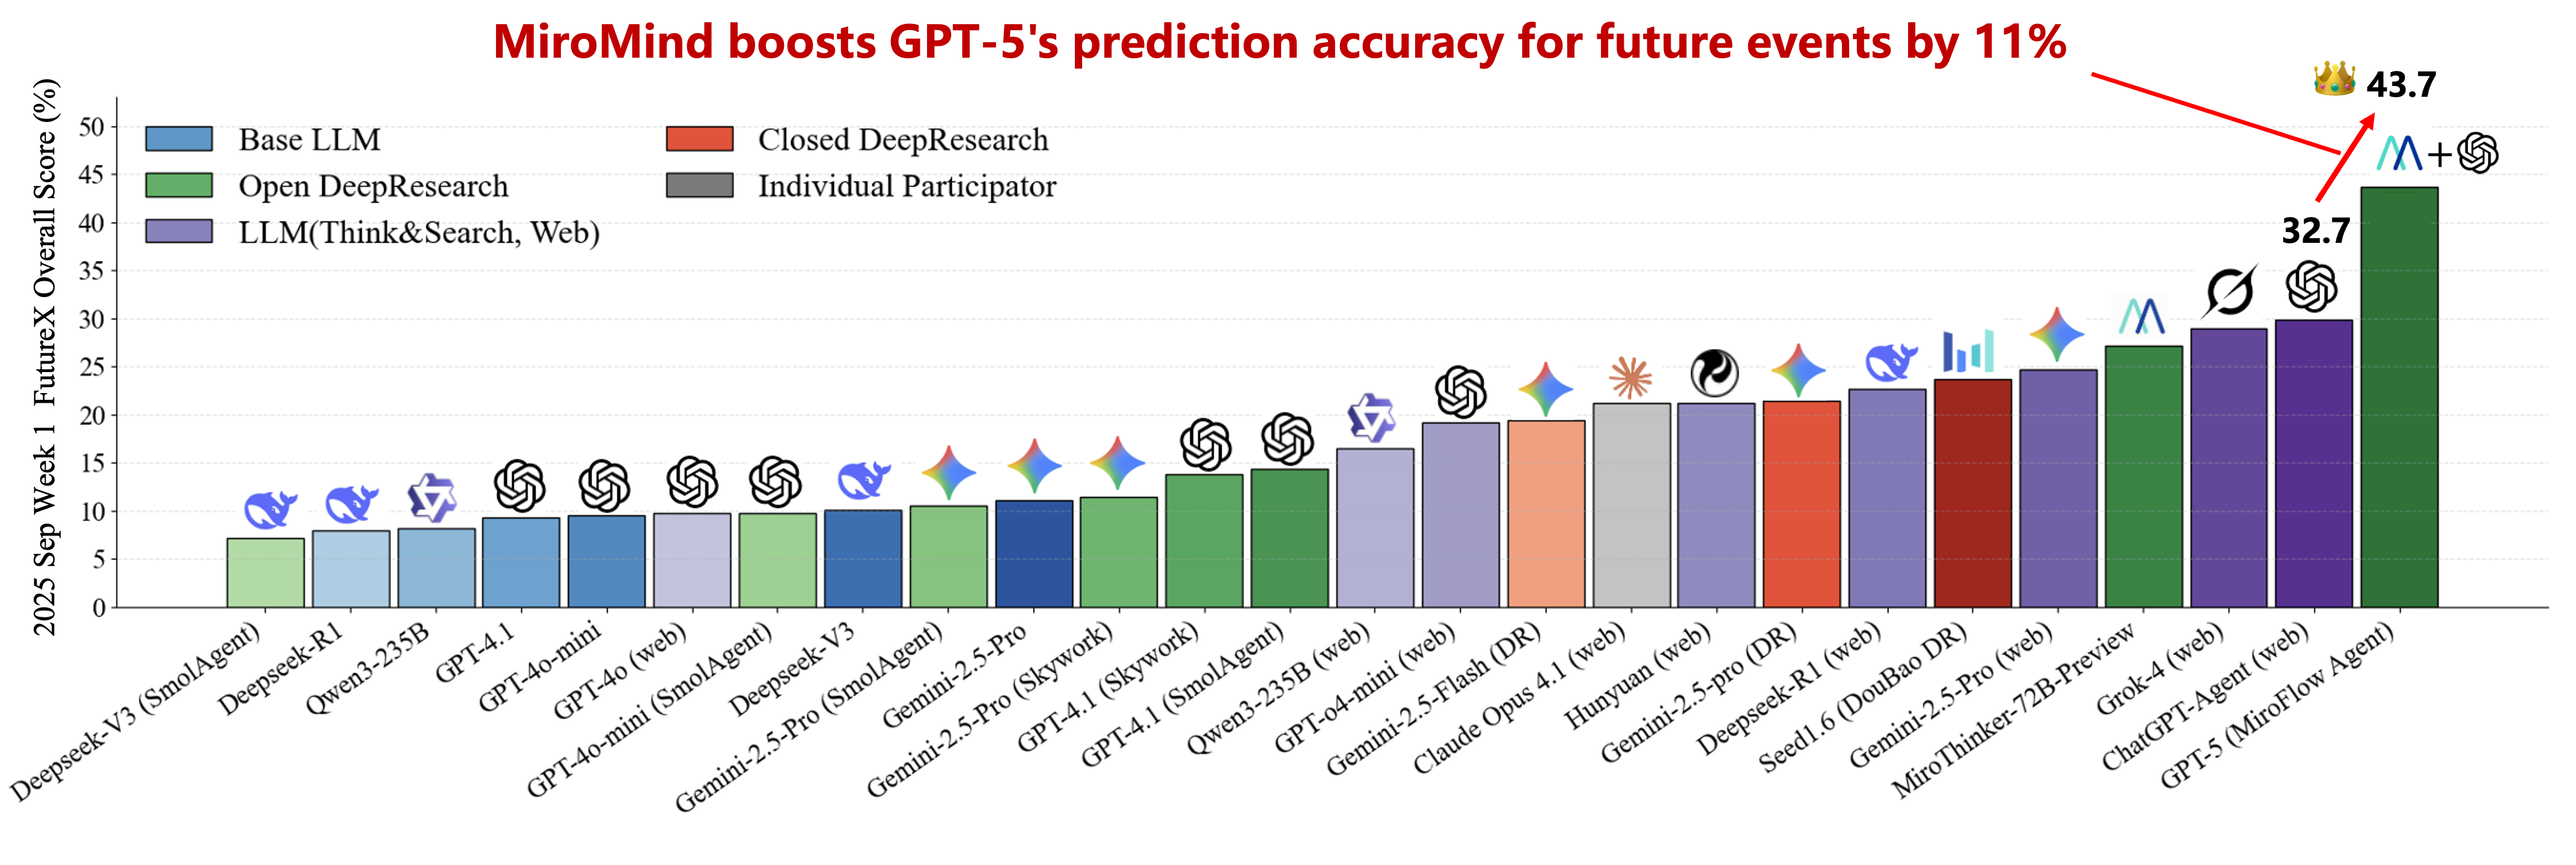 MiroMind boosts GPT-5's prediction accuracy for future events by 11%
👑 43.7
32.7
+
2025 Sep Week 1 FutureX Overall Score (%)
50
45
40
35
30
25
20
15
10
5
0
Base LLM
Open DeepResearch
LLM(Think&Search, Web)
Closed DeepResearch
Individual Participator
Deepseek-V3 (SmolAgent)
Deepseek-R1
Qwen3-235B
GPT-4.1
GPT-4o-mini
GPT-4o (web)
GPT-4o-mini (SmolAgent)
Deepseek-V3
Gemini-2.5-Pro (SmolAgent)
Gemini-2.5-Pro
Gemini-2.5-Pro (Skywork)
GPT-4.1 (Skywork)
GPT-4.1 (SmolAgent)
Qwen3-235B (web)
GPT-o4-mini (web)
Gemini-2.5-Flash (DR)
Claude Opus 4.1 (web)
Hunyuan (web)
Gemini-2.5-pro (DR)
Deepseek-R1 (web)
Seed1.6 (DouBao DR)
Gemini-2.5-Pro (web)
MiroThinker-72B-Preview
Grok-4 (web)
ChatGPT-Agent (web)
GPT-5 (MiroFlow Agent)